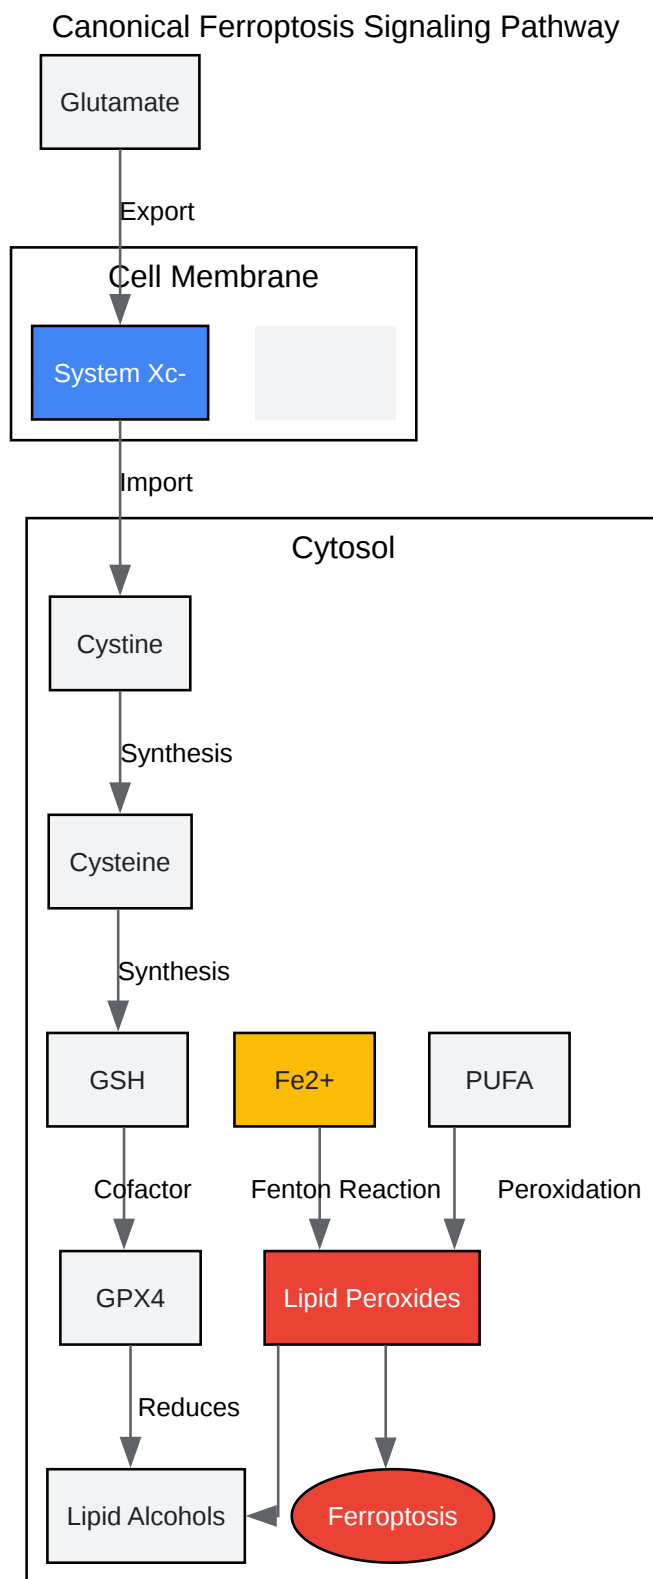 Canonical Ferroptosis Signaling Pathway
Glutamate
Export
Cell Membrane
System Xc-
Import
Cytosol
Cystine
Synthesis
Cysteine
Synthesis
GSH
Fe2+
PUFA
Cofactor
Fenton Reaction
Peroxidation
GPX4
Lipid Peroxides
Reduces
Lipid Alcohols
Ferroptosis